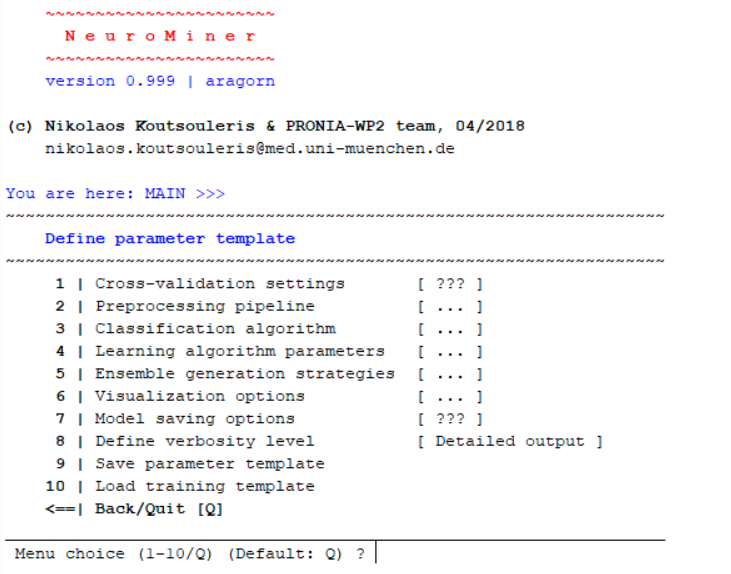 ~~~~~~~~~~~~~~~~~~~~~~~
N e u r o M i n e r
~~~~~~~~~~~~~~~~~~~~~~~
version 0.999 | aragorn
(c) Nikolaos Koutsouleris & PRONIA-WP2 team, 04/2018
nikolaos.koutsouleris@med.uni-muenchen.de
You are here: MAIN >>>
~~~~~~~~~~~~~~~~~~~~~~~~~~~~~~~~~~~~~~~~~~~~~~~~~~~~~~~~~~~~~~~~~~
Define parameter template
~~~~~~~~~~~~~~~~~~~~~~~~~~~~~~~~~~~~~~~~~~~~~~~~~~~~~~~~~~~~~~~~~~
1 | Cross-validation settings [ ??? ]
2 | Preprocessing pipeline [ ... ]
3 | Classification algorithm [ ... ]
4 | Learning algorithm parameters [ ... ]
5 | Ensemble generation strategies [ ... ]
6 | Visualization options [ ... ]
7 | Model saving options [ ??? ]
8 | Define verbosity level [ Detailed output ]
9 | Save parameter template
10 | Load training template
<==| Back/Quit [Q]
Menu choice (1-10/Q) (Default: Q) ?